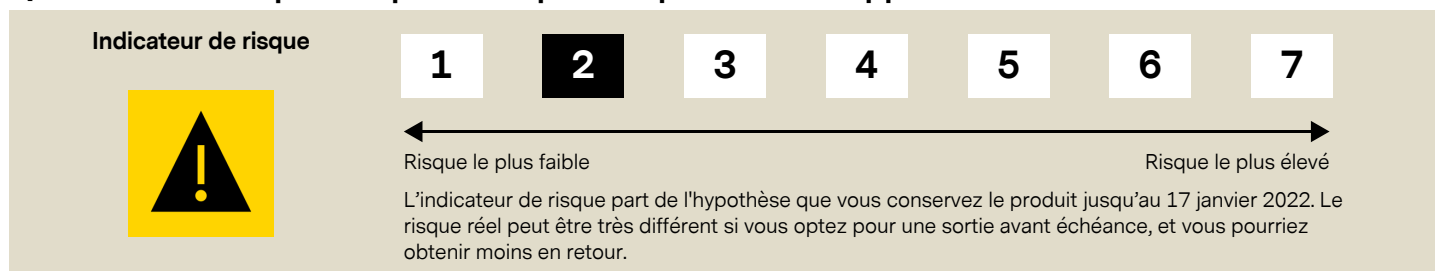 Indicateur de risque
1 2 3 4 5 6 7
Risque le plus faible Risque le plus élevé
L'indicateur de risque part de l'hypothèse que vous conservez le produit jusqu'au 17 janvier 2022. Le
risque réel peut être très différent si vous optez pour une sortie avant échéance, et vous pourriez
obtenir moins en retour.